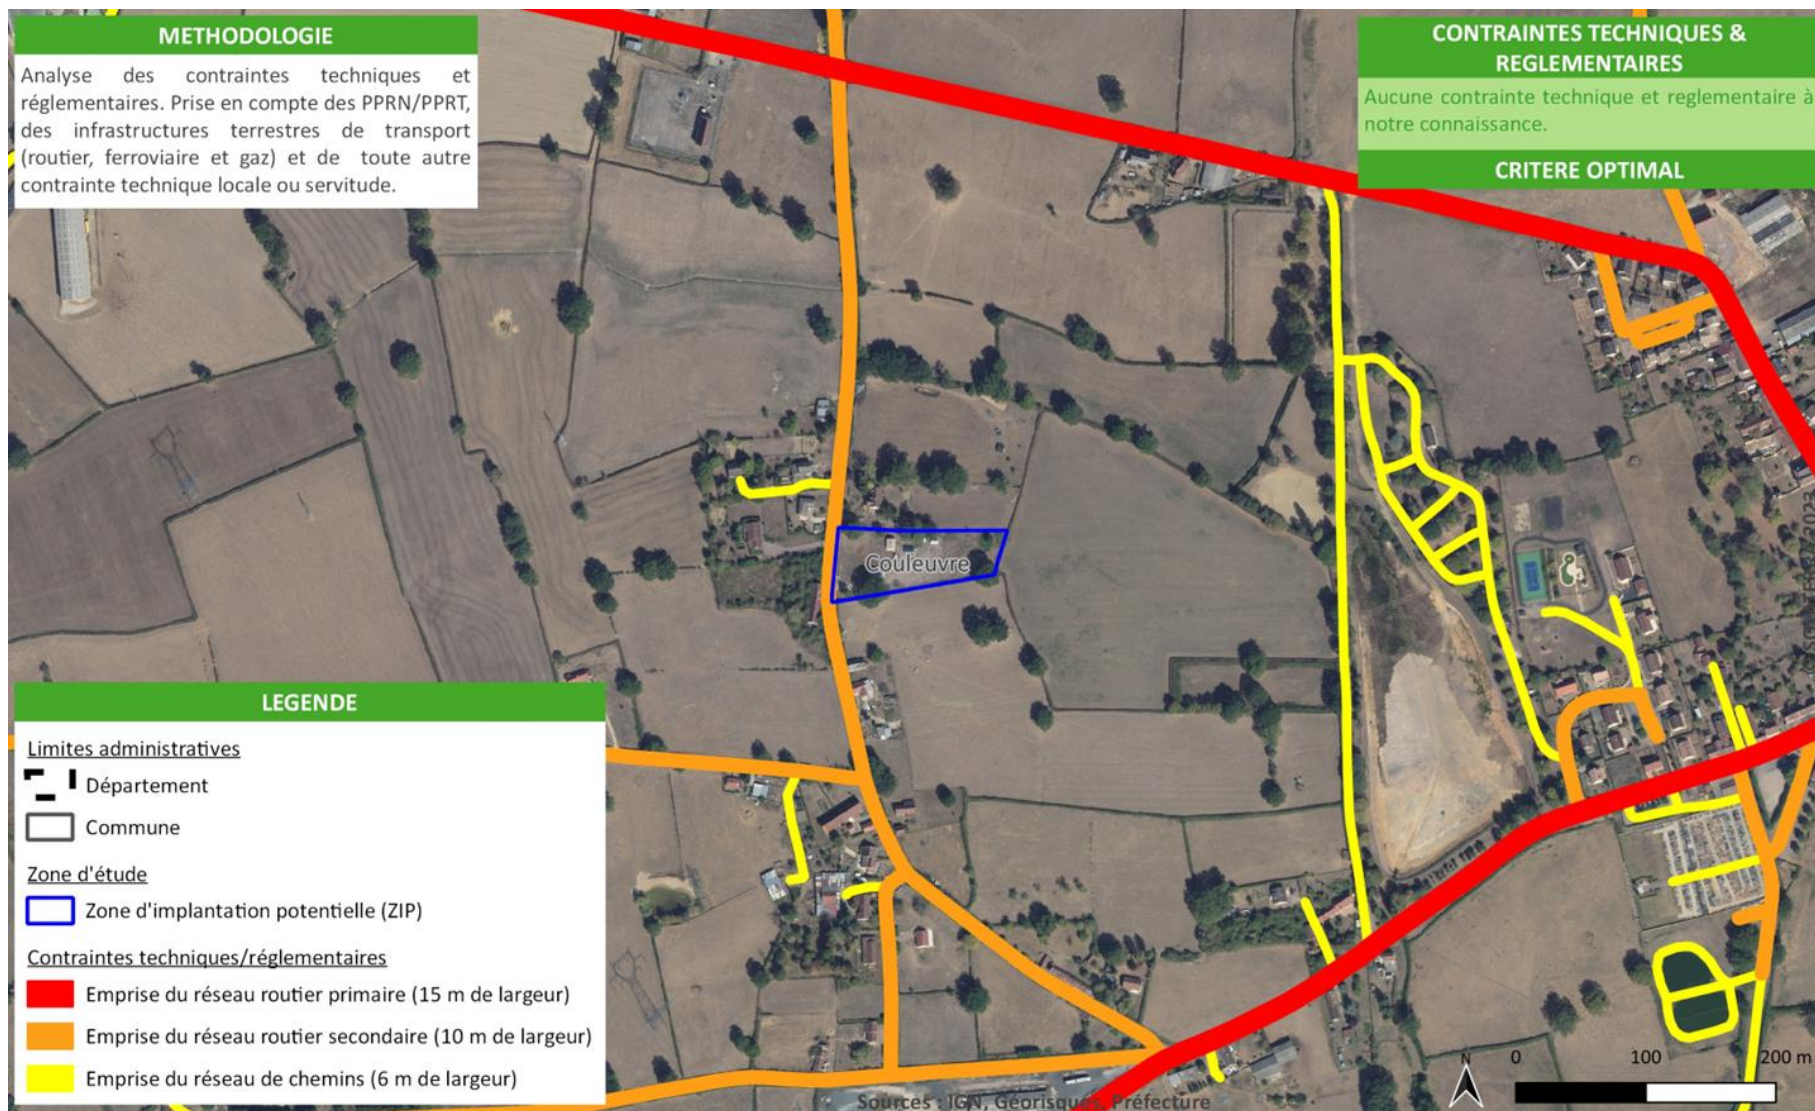 METHODOLOGIE
Analyse des contraintes techniques et
réglementaires. Prise en compte des PPRN/PPRT,
des infrastructures terrestres de transport
(routier, ferroviaire et gaz) et de toute autre
contrainte technique locale ou servitude.
CONTRAINTES TECHNIQUES &
REGLEMENTAIRES
Aucune contrainte technique et reglementaire à
notre connaissance.
CRITERE OPTIMAL
Couleuvre
LEGENDE
Limites administratives
Département
Commune
Zone d'étude
Zone d'implantation potentielle (ZIP)
Contraintes techniques/réglementaires
Emprise du réseau routier primaire (15 m de largeur)
Emprise du réseau routier secondaire (10 m de largeur)
Emprise du réseau de chemins (6 m de largeur)
N
0 100 200 m
Sources : IGN, Géorisques, Préfecture